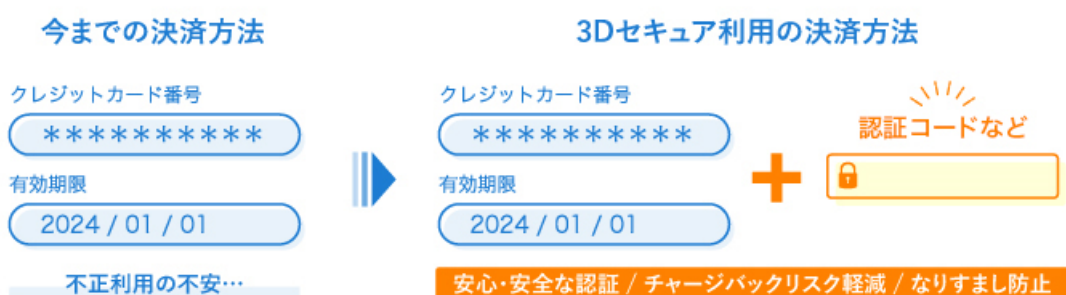 今までの決済方法
クレジットカード番号
**********
有効期限
2024 / 01 / 01
不正利用の不安…
3Dセキュア利用の決済方法
クレジットカード番号
**********
有効期限
2024 / 01 / 01
認証コードなど
安心・安全な認証 / チャージバックリスク軽減 / なりすまし防止